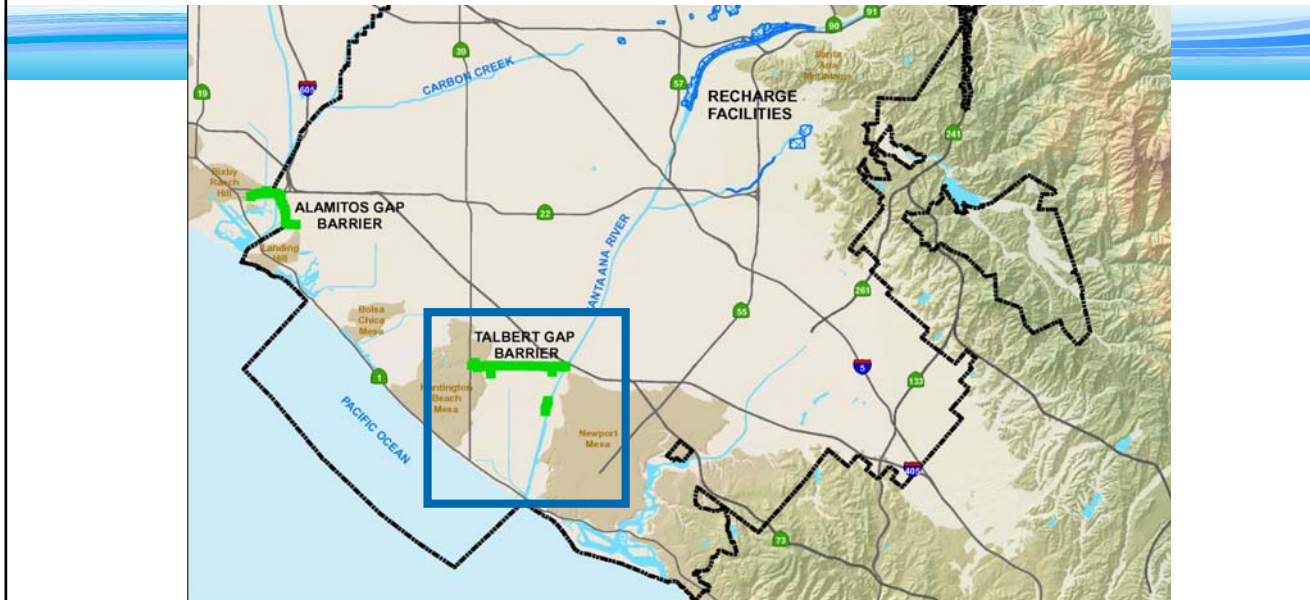 90
91
39
Santa
Ana
Mountains
57
CARBON CREEK
605
19
RECHARGE
FACILITIES
241
Bixby
Ranch
Hill
ALAMITOS GAP
BARRIER
22
Landing
Hill
SANTA ANA RIVER
261
55
Bolsa
Chica
Mesa
TALBERT GAP
BARRIER
5
133
1
Huntington
Beach
Mesa
PACIFIC OCEAN
Newport
Mesa
405
73